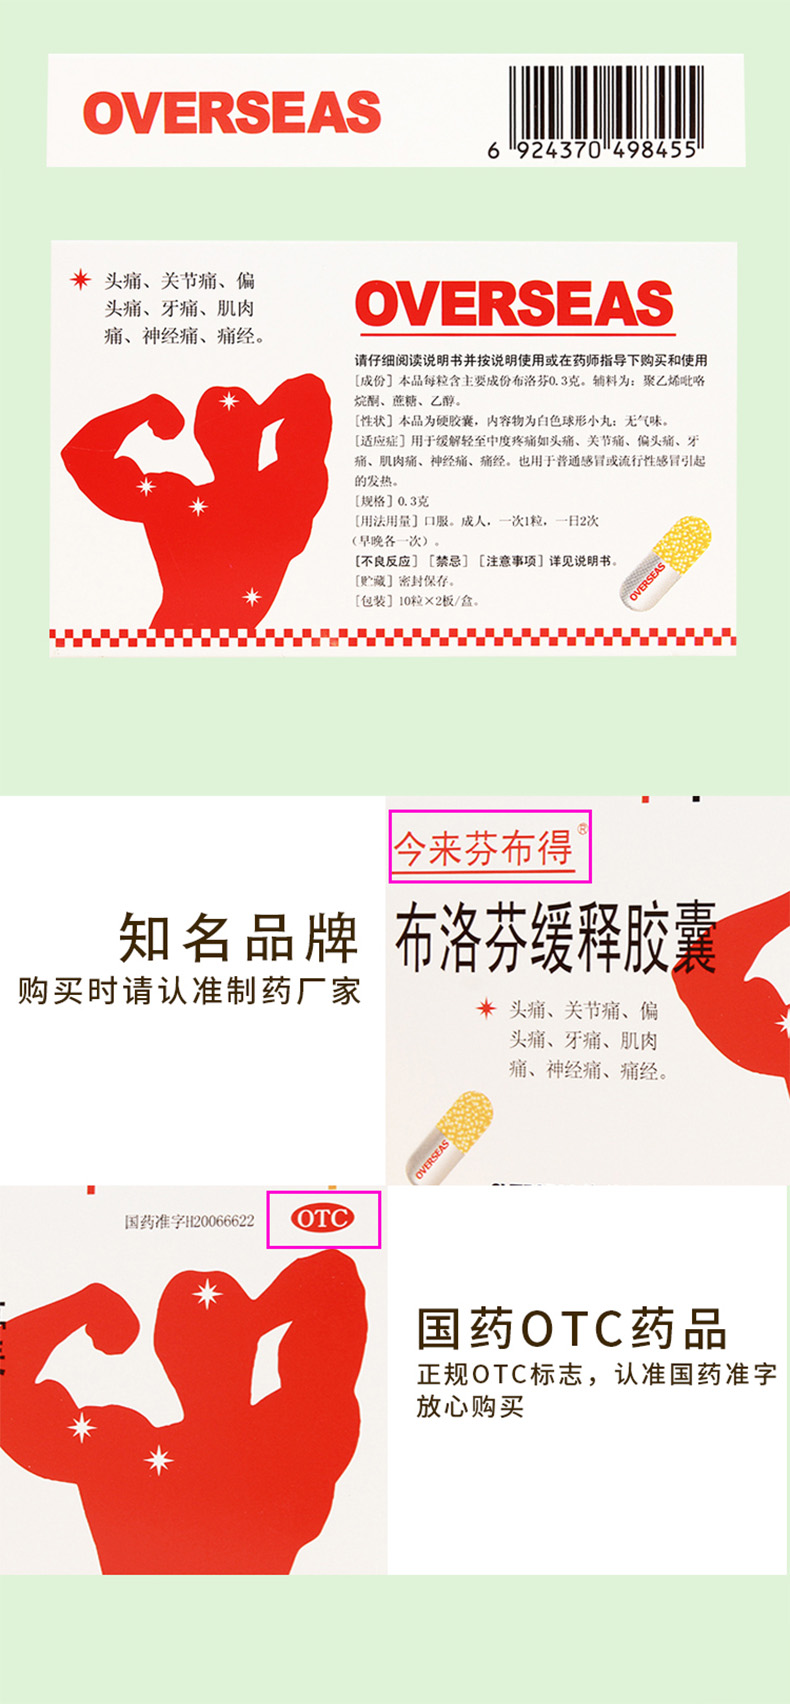 OVERSEAS
6 924370 498455
头痛、关节痛、偏
头痛、牙痛、肌肉
痛、神经痛、痛经。
OVERSEAS
请仔细阅读说明书并按说明使用或在药师指导下购买和使用
[成份] 本品每粒含主要成份布洛芬0.3克。辅料为：聚乙烯吡咯
烷酮、蔗糖、乙醇。
[性状] 本品为硬胶囊，内容物为白色球形小丸；无气味。
[适应症] 用于缓解轻至中度疼痛如头痛、关节痛、偏头痛、牙
痛、肌肉痛、神经痛、痛经。也用于普通感冒或流行性感冒引起
的发热。
[规格] 0.3克
[用法用量] 口服。成人，一次1粒，一日2次
（早晚各一次）。
[不良反应] [禁忌] [注意事项] 详见说明书。
[贮藏] 密封保存。
[包装] 10粒×2板/盒。
OVERSEAS
知名品牌
购买时请认准制药厂家
今来芬布得®
布洛芬缓释胶囊
头痛、关节痛、偏
头痛、牙痛、肌肉
痛、神经痛、痛经。
OVERSEAS
国药准字H20066622
OTC
国药OTC药品
正规OTC标志，认准国药准字
放心购买